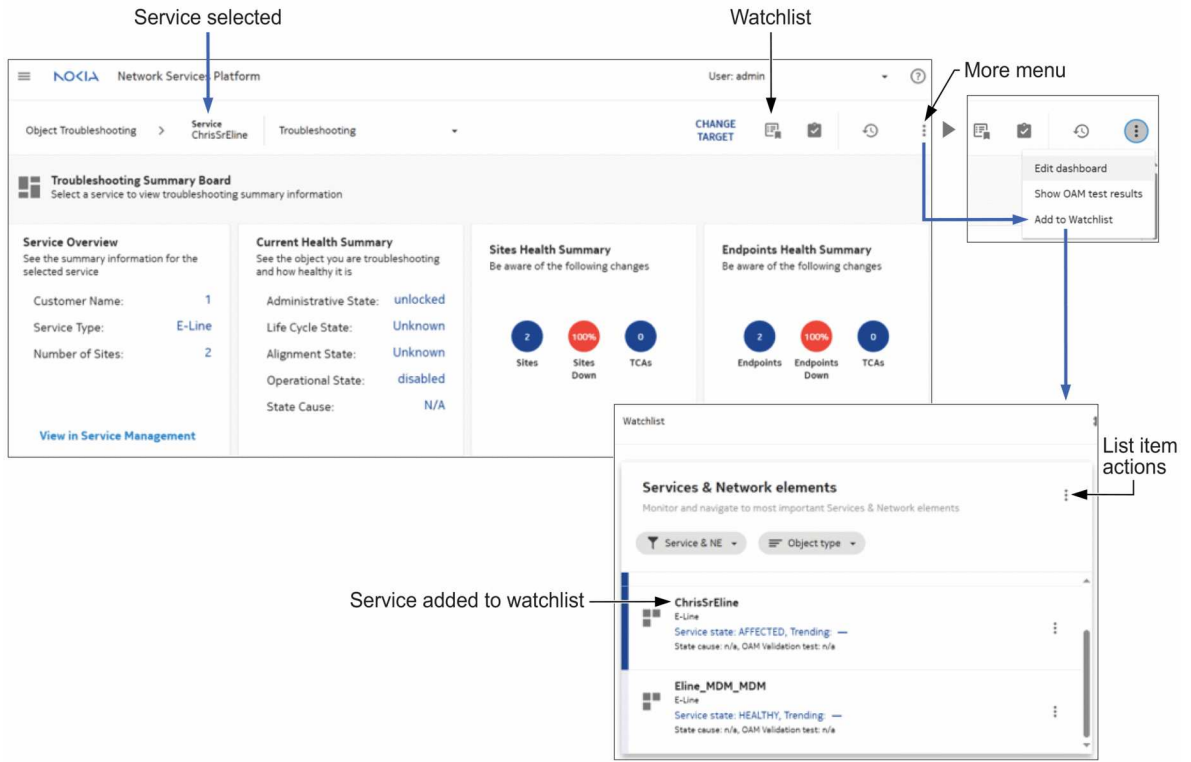 Service selected
Watchlist
More menu
NOKIA Network Services Platform
User: admin
Object Troubleshooting > Service
ChrisSrEline
Troubleshooting
CHANGE
TARGET
Edit dashboard
Show OAM test results
Add to Watchlist
Troubleshooting Summary Board
Select a service to view troubleshooting summary information
Service Overview
See the summary information for the
selected service
Customer Name: 1
Service Type: E-Line
Number of Sites: 2
View in Service Management
Current Health Summary
See the object you are troubleshooting
and how healthy it is
Administrative State: unlocked
Life Cycle State: Unknown
Alignment State: Unknown
Operational State: disabled
State Cause: N/A
Sites Health Summary
Be aware of the following changes
2 100% 0
Sites Sites TCAs
Down
Endpoints Health Summary
Be aware of the following changes
2 100% 0
Endpoints Endpoints TCAs
Down
Watchlist
List item
actions
Services & Network elements
Monitor and navigate to most important Services & Network elements
Service & NE Object type
Service added to watchlist
ChrisSrEline
E-Line
Service state: AFFECTED, Trending: —
State cause: n/a, OAM Validation test: n/a
Eline_MDM_MDM
E-Line
Service state: HEALTHY, Trending: —
State cause: n/a, OAM Validation test: n/a